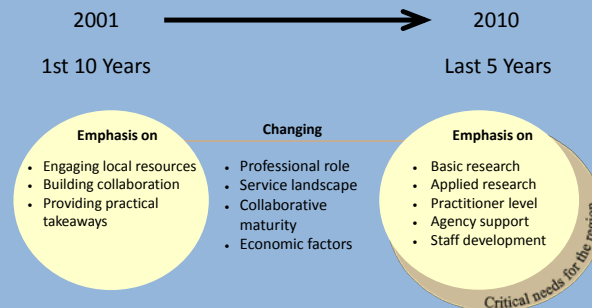 2001
2010
1st 10 Years
Last 5 Years
Emphasis on
• Engaging local resources
• Building collaboration
• Providing practical
takeaways
Changing
• Professional role
• Service landscape
• Collaborative
maturity
• Economic factors
Emphasis on
• Basic research
• Applied research
• Practitioner level
• Agency support
• Staff development
Critical needs for the region